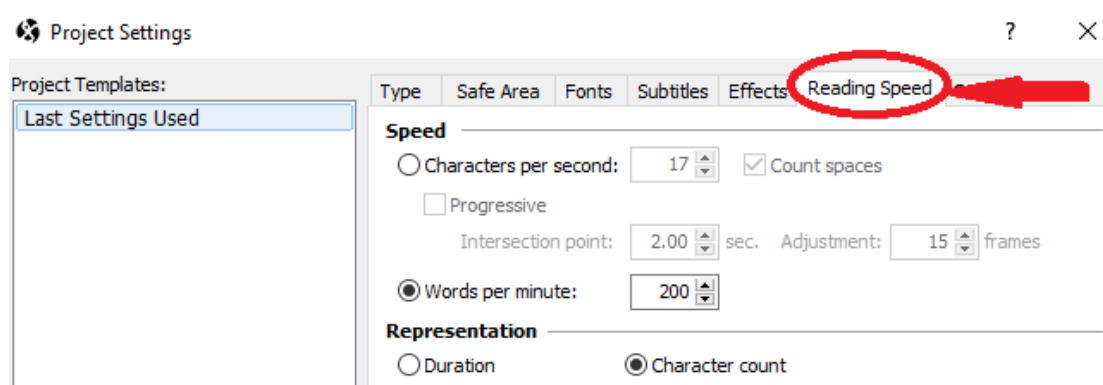 Project Settings ?
Project Templates:
Last Settings Used
Type Safe Area Fonts Subtitles Effects Reading Speed
Speed
Characters per second: 17 Count spaces
Progressive
Intersection point: 2.00 sec. Adjustment: 15 frames
Words per minute: 200
Representation
Duration Character count